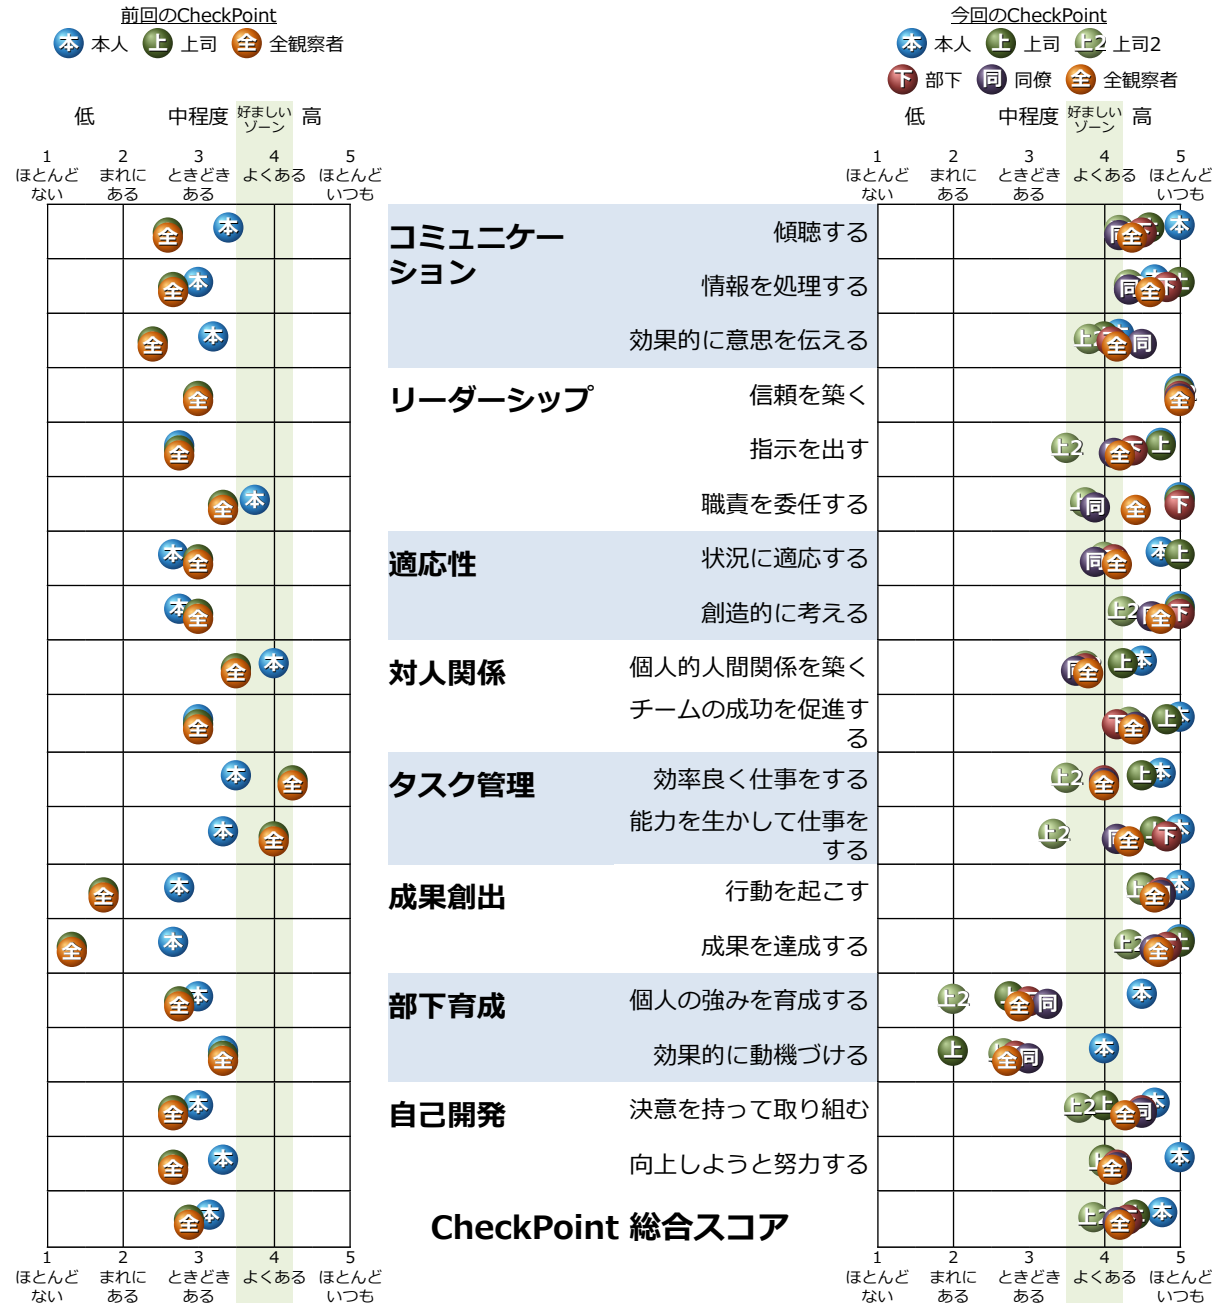 前回のCheckPoint
本 本人 上 上司 全 全観察者
今回のCheckPoint
本 本人 上 上司 上2 上司2
下 部下 同 同僚 全 全観察者
低 中程度 好ましいゾーン 高
1 2 3 4 5
ほとんどない まれにある ときどきある よくある ほとんどいつも
低 中程度 好ましいゾーン 高
1 2 3 4 5
ほとんどない まれにある ときどきある よくある ほとんどいつも
コミュニケー
ション
傾聴する
情報を処理する
効果的に意思を伝える
リーダーシップ
信頼を築く
指示を出す
職責を委任する
適応性
状況に適応する
創造的に考える
対人関係
個人的人間関係を築く
チームの成功を促進す
る
タスク管理
効率良く仕事をする
能力を生かして仕事を
する
成果創出
行動を起こす
成果を達成する
部下育成
個人の強みを育成する
効果的に動機づける
自己開発
決意を持って取り組む
向上しようと努力する
CheckPoint 総合スコア
1 2 3 4 5
ほとんどない まれにある ときどきある よくある ほとんどいつも
1 2 3 4 5
ほとんどない まれにある ときどきある よくある ほとんどいつも